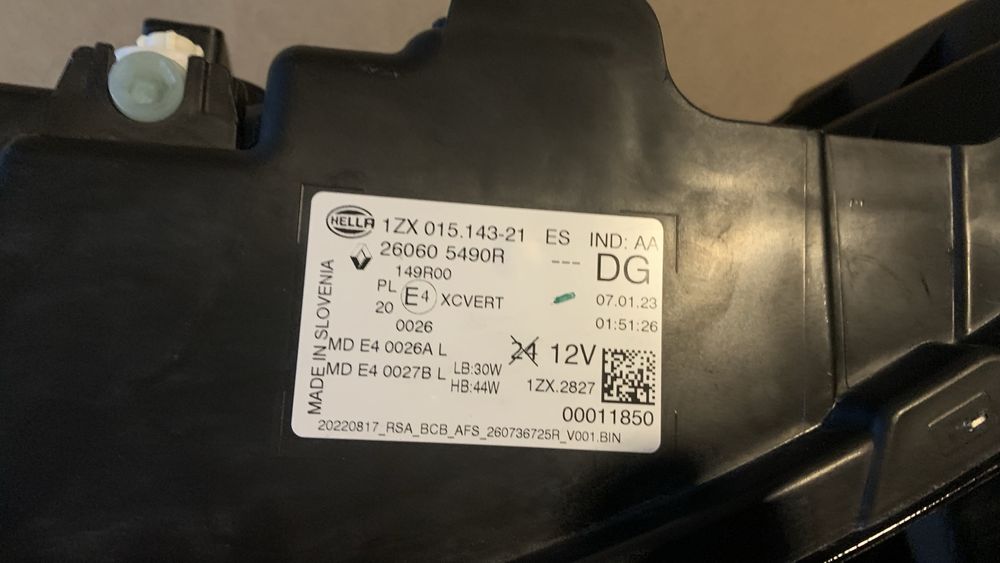 HELLA 1ZX 015.143-21 ES IND: AA
26060 5490R --- DG
149R00
PL E4 XCVERT 07.01.23
20
0026 01:51:26
MD E4 0026A L 24 12V
MD E4 0027B L LB:30W
HB:44W 1ZX.2827
00011850
20220817_RSA_BCB_AFS_260736725R_V001.BIN
MADE IN SLOVENIA